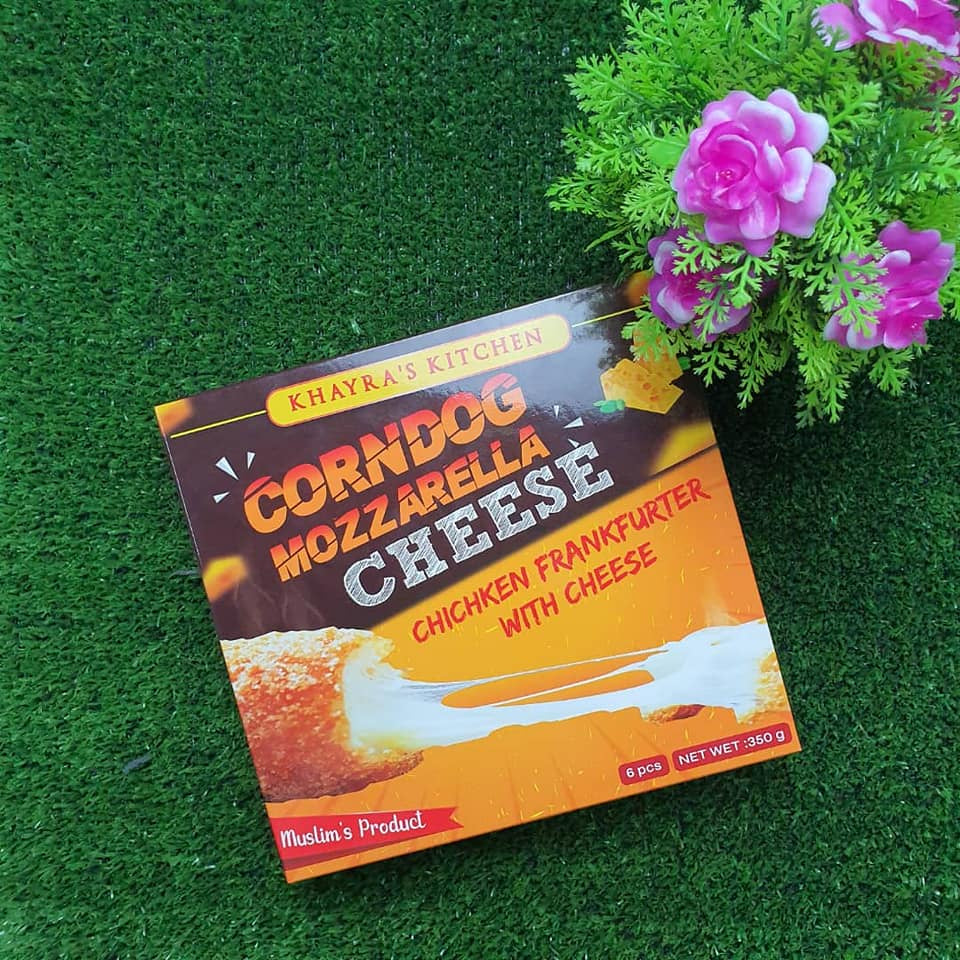 KHAYRA'S KITCHEN
CORNDOG
MOZZARELLA
CHEESE
CHICHKEN FRANKFURTER
WITH CHEESE
6 pcs
NET WET :350 g
Muslim's Product